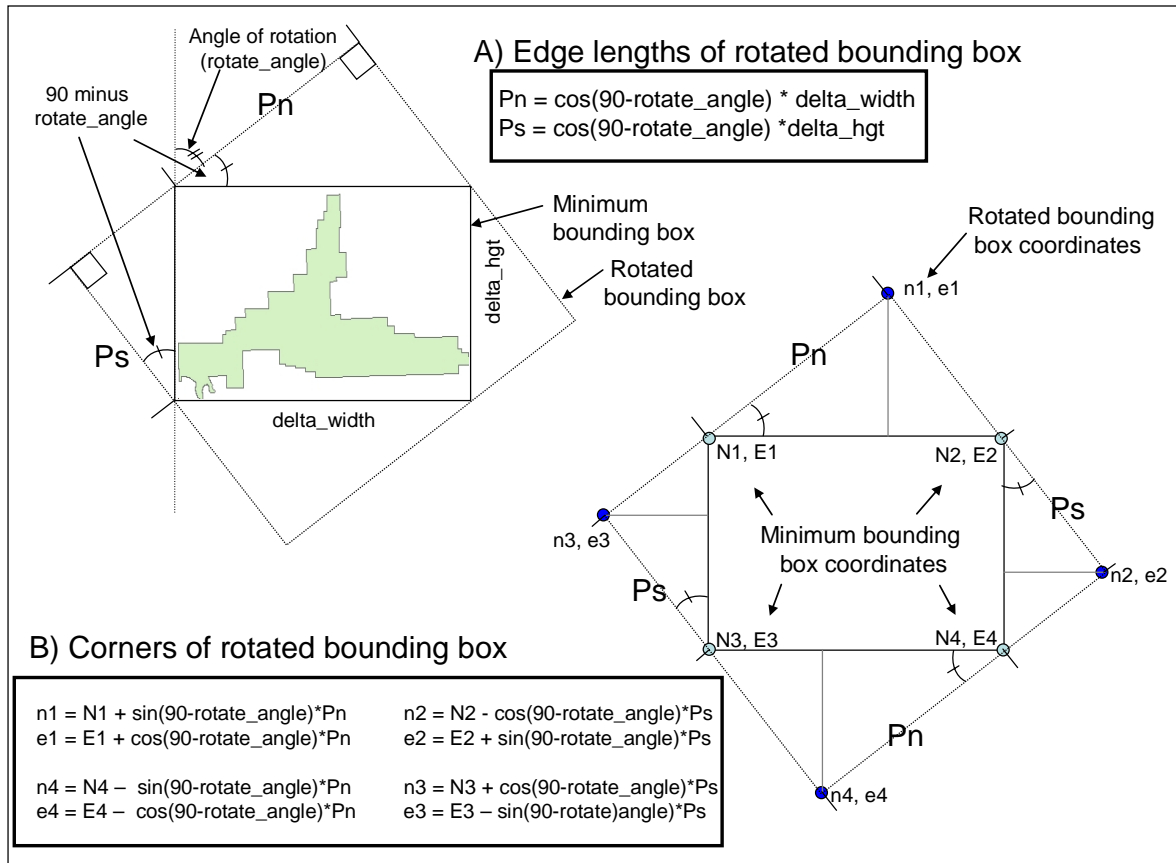 Angle of rotation
(rotate_angle)
90 minus
rotate_angle
Pn
Ps
delta_hgt
delta_width
Minimum
bounding box
Rotated
bounding box
A) Edge lengths of rotated bounding box
Pn = cos(90-rotate_angle) * delta_width
Ps = cos(90-rotate_angle) *delta_hgt
Rotated bounding
box coordinates
n1, e1
Pn
N1, E1
N2, E2
Ps
n3, e3
Minimum bounding
box coordinates
n2, e2
Ps
N3, E3
N4, E4
Pn
n4, e4
B) Corners of rotated bounding box
n1 = N1 + sin(90-rotate_angle)*Pn
e1 = E1 + cos(90-rotate_angle)*Pn
n2 = N2 - cos(90-rotate_angle)*Ps
e2 = E2 + sin(90-rotate_angle)*Ps
n4 = N4 – sin(90-rotate_angle)*Pn
e4 = E4 – cos(90-rotate_angle)*Pn
n3 = N3 + cos(90-rotate_angle)*Ps
e3 = E3 – sin(90-rotate)angle)*Ps